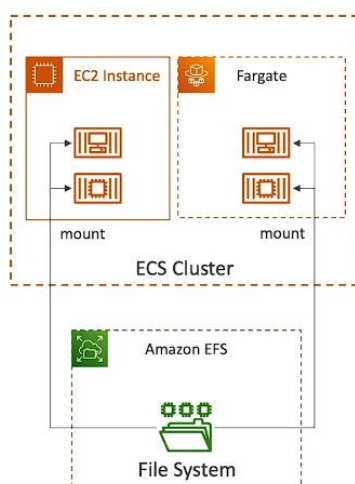 EC2 Instance
Fargate
mount
mount
ECS Cluster
Amazon EFS
File System